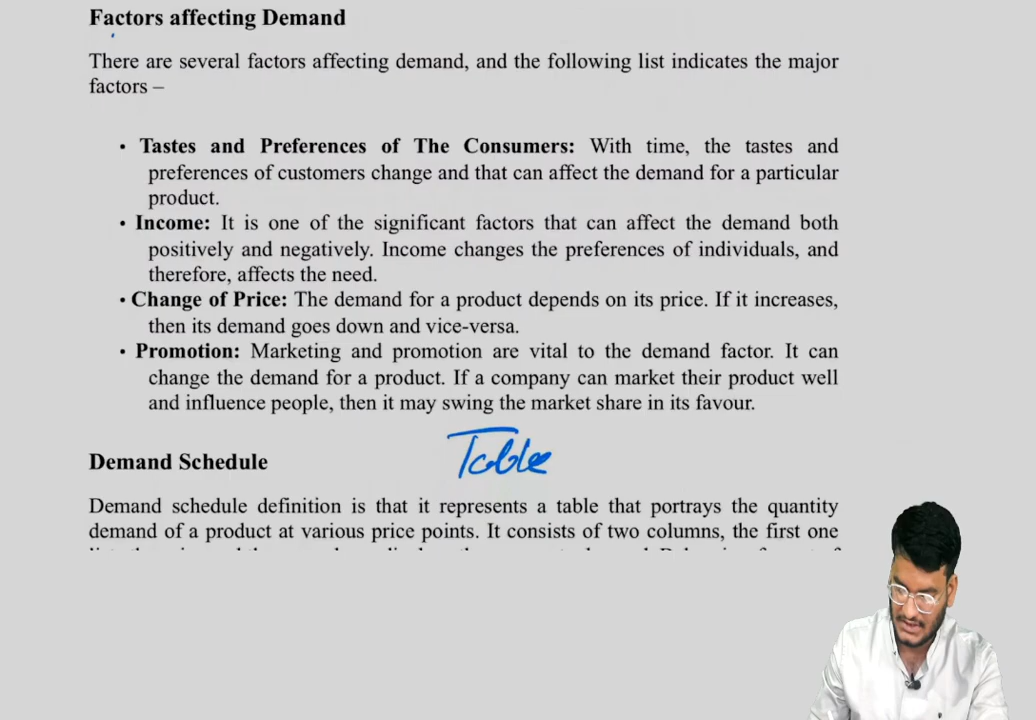 Factors affecting Demand
There are several factors affecting demand, and the following list indicates the major
factors –
• Tastes and Preferences of The Consumers: With time, the tastes and
preferences of customers change and that can affect the demand for a particular
product.
• Income: It is one of the significant factors that can affect the demand both
positively and negatively. Income changes the preferences of individuals, and
therefore, affects the need.
• Change of Price: The demand for a product depends on its price. If it increases,
then its demand goes down and vice-versa.
• Promotion: Marketing and promotion are vital to the demand factor. It can
change the demand for a product. If a company can market their product well
and influence people, then it may swing the market share in its favour.
Table
Demand Schedule
Demand schedule definition is that it represents a table that portrays the quantity
demand of a product at various price points. It consists of two columns, the first one